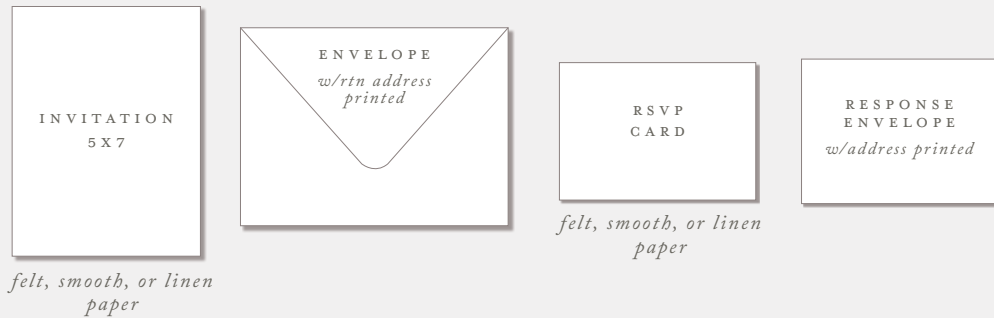 INVITATION
5X7
felt, smooth, or linen
paper
ENVELOPE
w/rtn address
printed
RSVP
CARD
felt, smooth, or linen
paper
RESPONSE
ENVELOPE
w/address printed